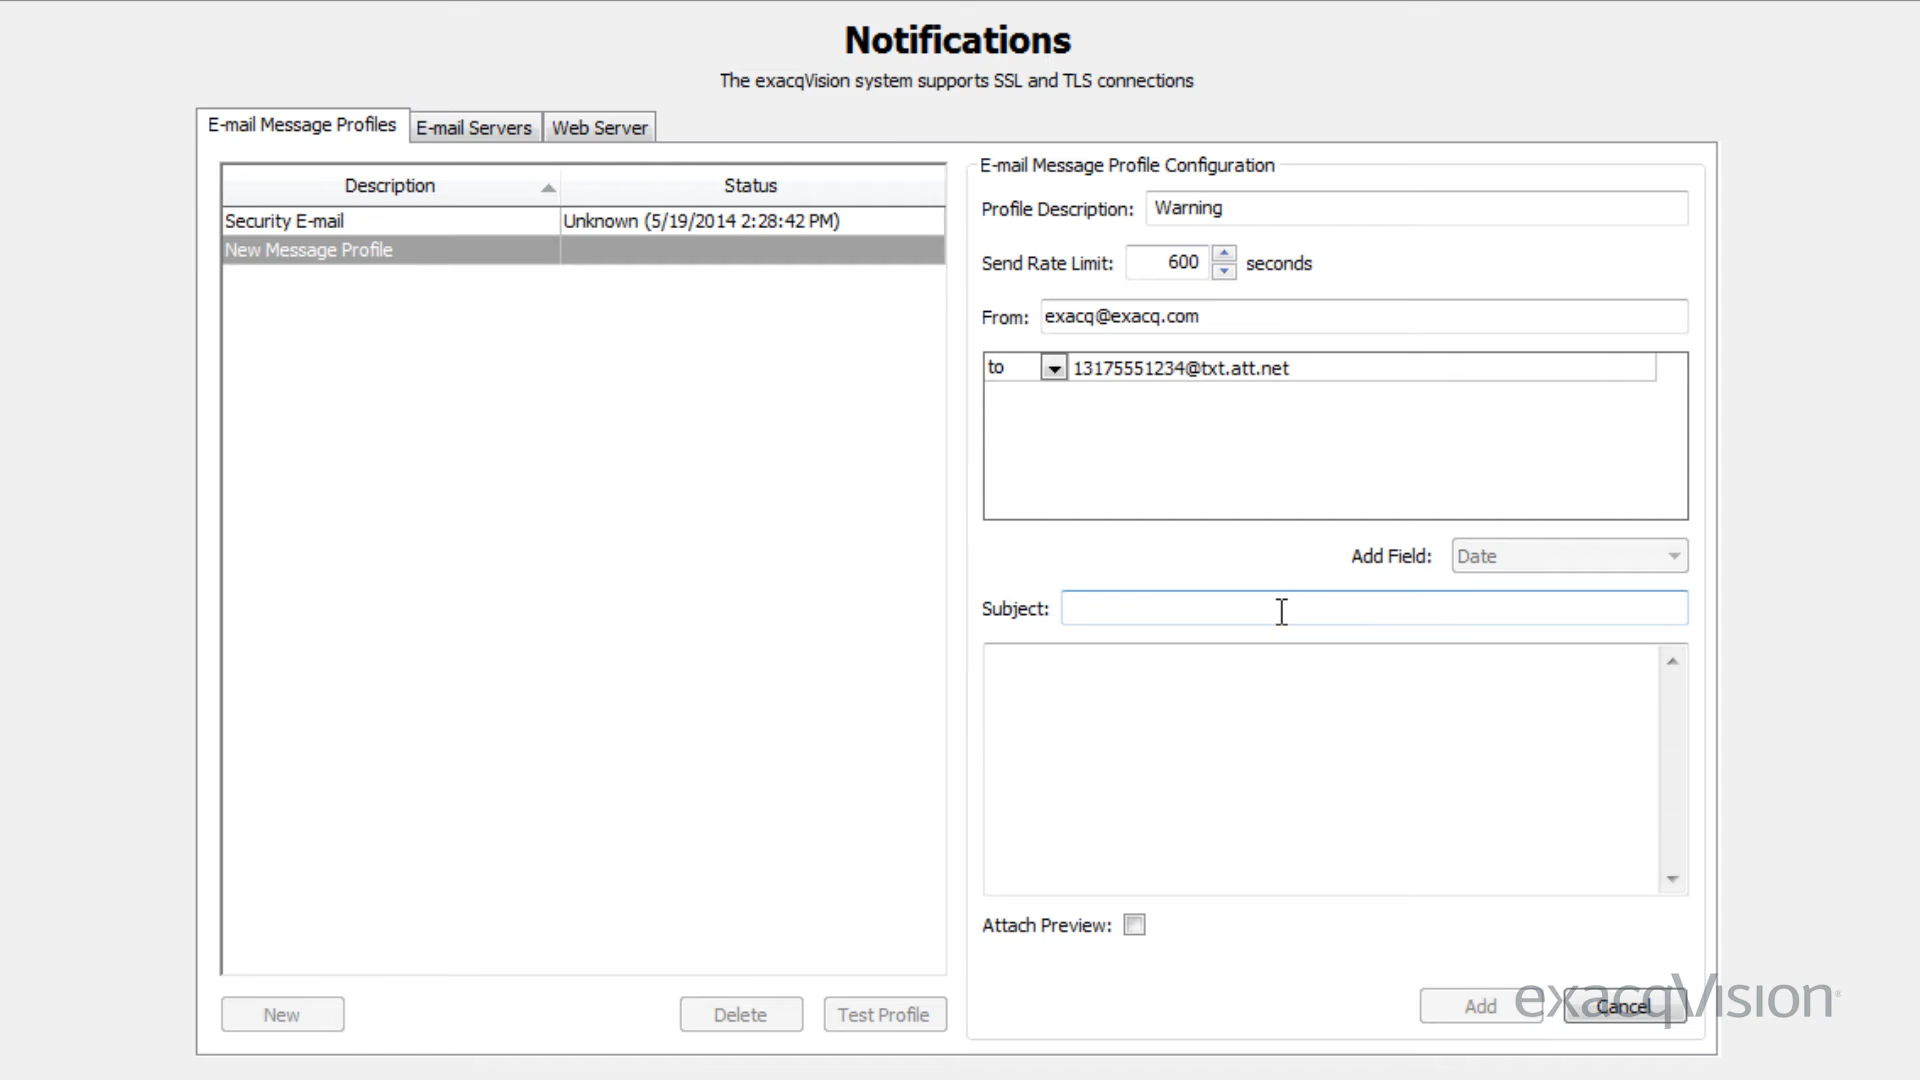 Notifications
The exacqVision system supports SSL and TLS connections
E-mail Message Profiles E-mail Servers Web Server
Description Status
Security E-mail Unknown (5/19/2014 2:28:42 PM)
New Message Profile
New Delete Test Profile
E-mail Message Profile Configuration
Profile Description: Warning
Send Rate Limit: 600 seconds
From: exacq@exacq.com
to 13175551234@txt.att.net
Add Field: Date
Subject:
Attach Preview:
Add Cancel
exacqVision